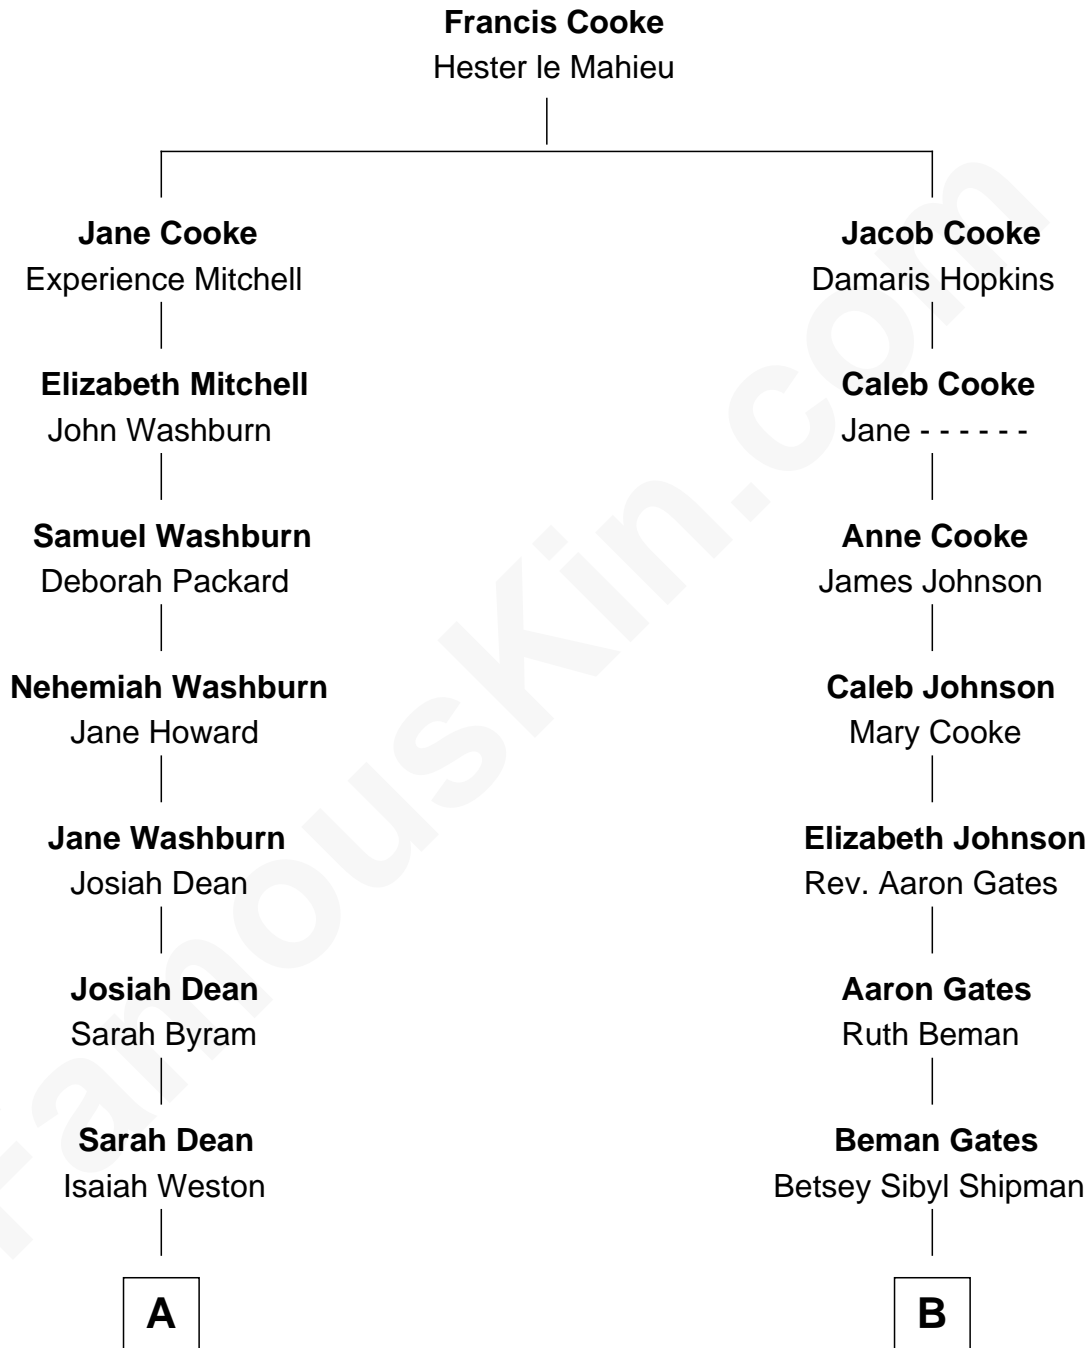 Francis Cooke
Hester le Mahieu
Jane Cooke
Experience Mitchell
Jacob Cooke
Damaris Hopkins
Elizabeth Mitchell
John Washburn
Caleb Cooke
Jane - - - - - -
Samuel Washburn
Deborah Packard
Anne Cooke
James Johnson
Nehemiah Washburn
Jane Howard
Caleb Johnson
Mary Cooke
Jane Washburn
Josiah Dean
Elizabeth Johnson
Rev. Aaron Gates
Josiah Dean
Sarah Byram
Aaron Gates
Ruth Beman
Sarah Dean
Isaiah Weston
Beman Gates
Betsey Sibyl Shipman
A
B
FamousKin.com